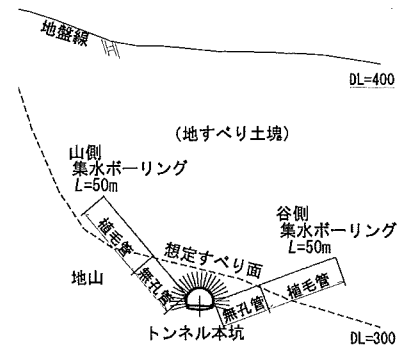 地盤線
DL=400
(地すべり土塊)
山側
集水ボーリング
L=50m
谷側
集水ボーリング
L=50m
植毛管
無孔管
想定すべり面
地山
無孔管
植毛管
トンネル本坑
DL=300